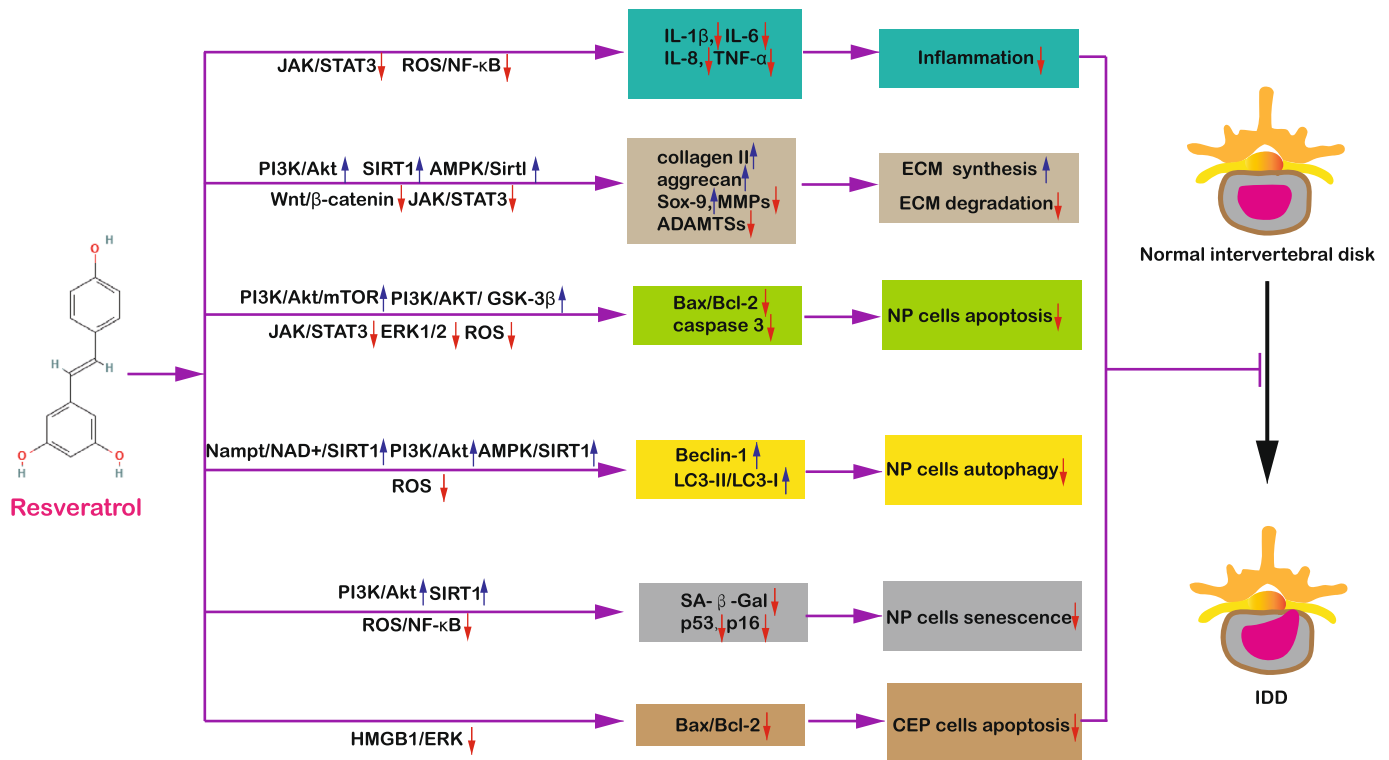 JAK/STAT3 ROS/NF-κB
IL-1β, IL-6
IL-8, TNF-α
Inflammation
PI3K/Akt SIRT1 AMPK/SirtI
Wnt/β-catenin JAK/STAT3
collagen II
aggrecan
Sox-9, MMPs
ADAMTSs
ECM synthesis
ECM degradation
Normal intervertebral disk
H
O
H
H
O
H
O
H
Resveratrol
PI3K/Akt/mTOR PI3K/AKT/ GSK-3β
JAK/STAT3 ERK1/2 ROS
Bax/Bcl-2
caspase 3
NP cells apoptosis
Nampt/NAD+/SIRT1 PI3K/Akt AMPK/SIRT1
ROS
Beclin-1
LC3-II/LC3-I
NP cells autophagy
PI3K/Akt SIRT1
ROS/NF-κB
SA- β -Gal
p53, p16
NP cells senescence
HMGB1/ERK
Bax/Bcl-2
CEP cells apoptosis
IDD